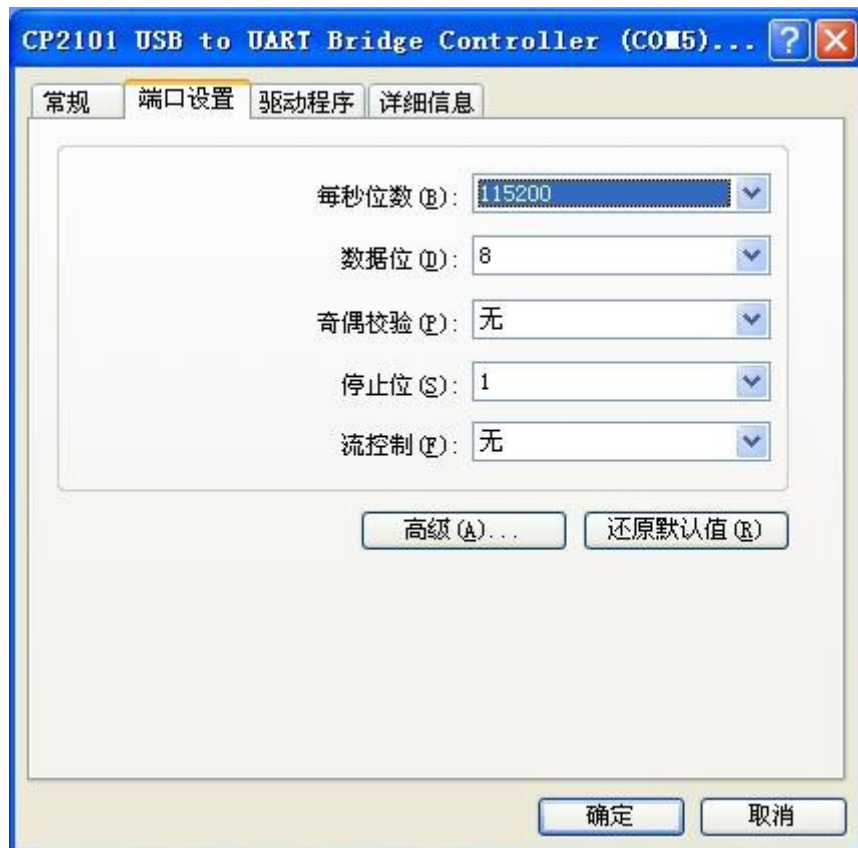 CP2101 USB to UART Bridge Controller (COM5)...
常规 端口设置 驱动程序 详细信息
每秒位数(B): 115200
数据位(D): 8
奇偶校验(P): 无
停止位(S): 1
流控制(F): 无
高级(A)... 还原默认值(R)
确定 取消